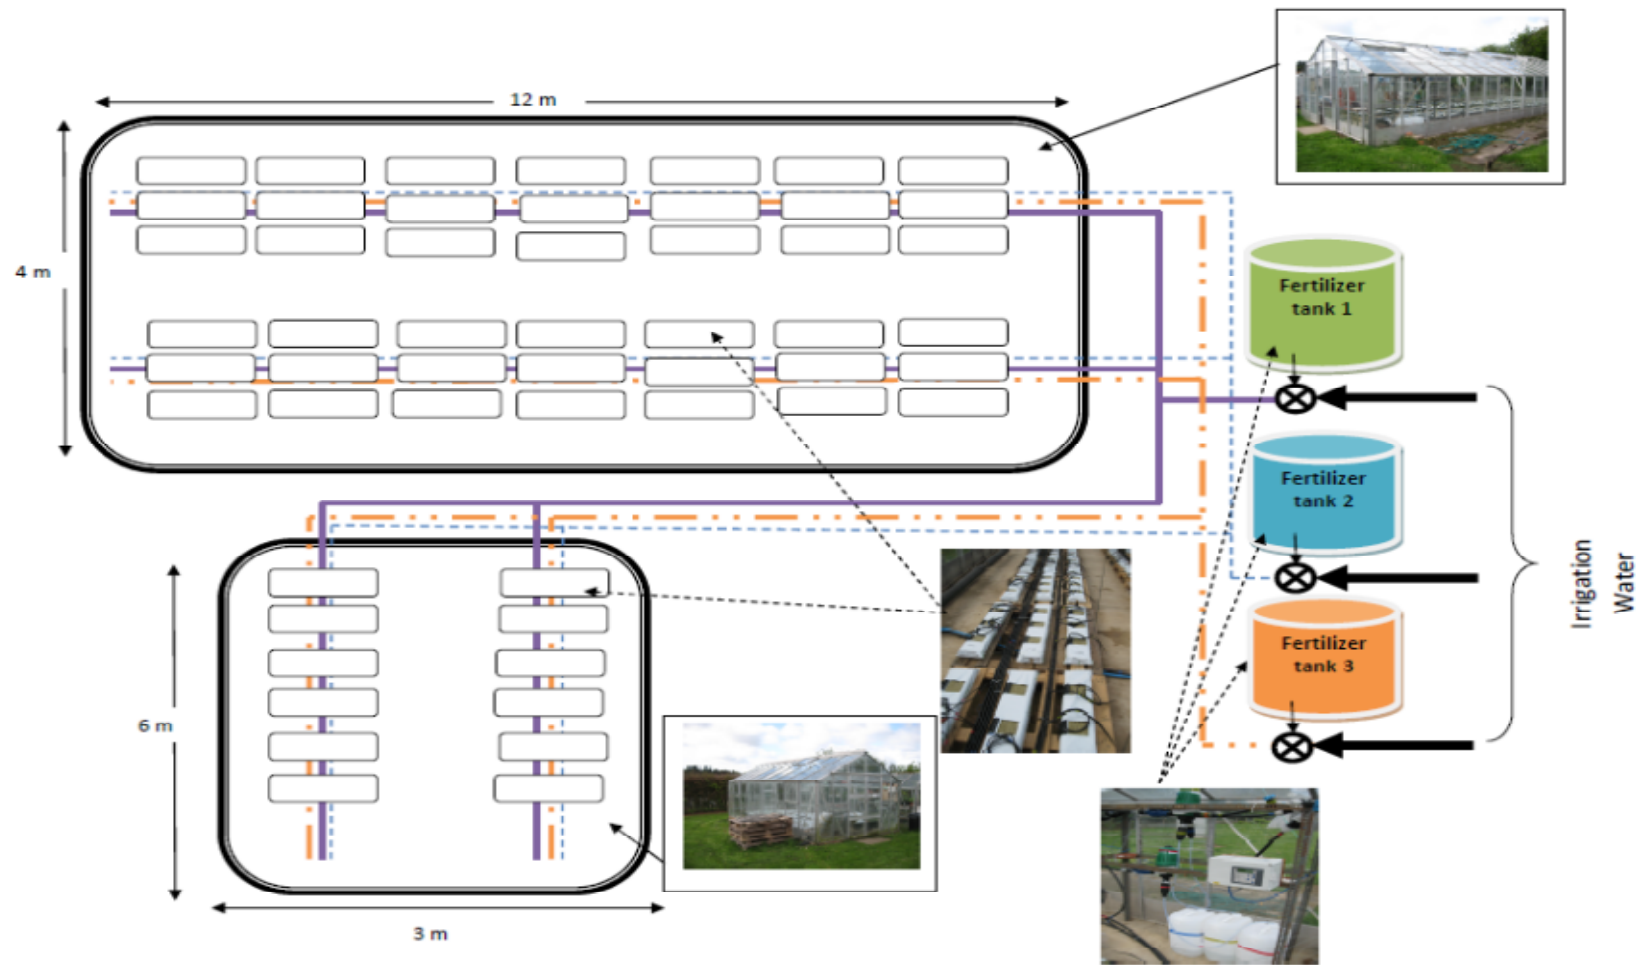 12 m
4 m
Fertilizer
tank 1
Fertilizer
tank 2
Fertilizer
tank 3
Irrigation
Water
6 m
3 m